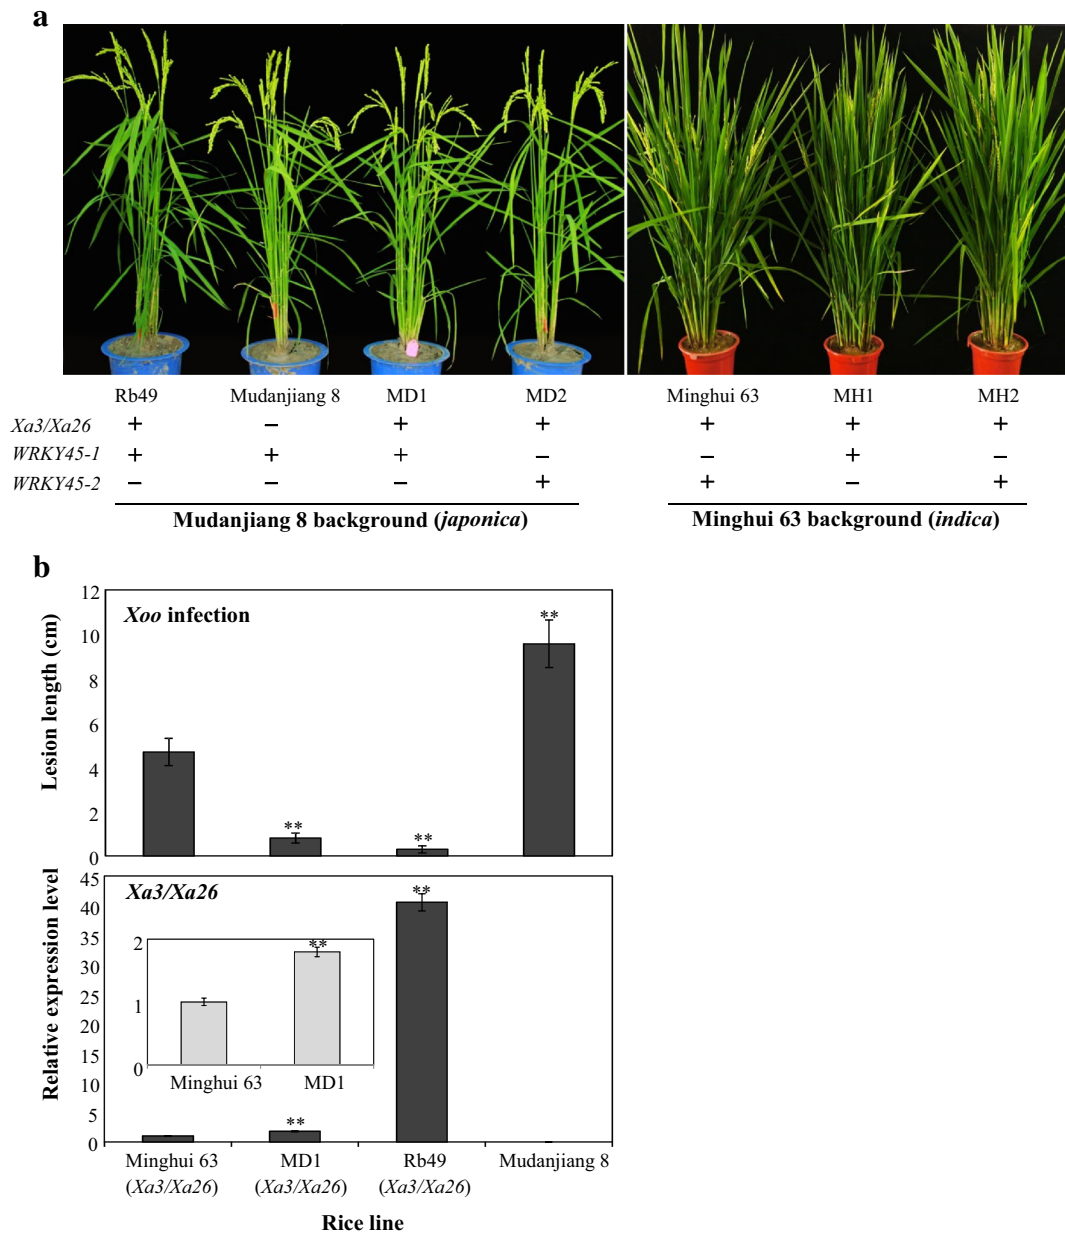 a
Rb49 Mudanjiang 8 MD1 MD2 Minghui 63 MH1 MH2
Xa3/Xa26 + − + + + + +
WRKY45-1 + + + − − + −
WRKY45-2 − − − + + − +
Mudanjiang 8 background (japonica) Minghui 63 background (indica)
b
Xoo infection
Lesion length (cm)
12
10
8
6
4
2
0
**
**
**
Xa3/Xa26
Relative expression level
45
40
35
30
25
20
15
10
5
0
**
**
2
1
0
**
Minghui 63 MD1
Minghui 63 MD1 Rb49 Mudanjiang 8
(Xa3/Xa26) (Xa3/Xa26) (Xa3/Xa26)
Rice line